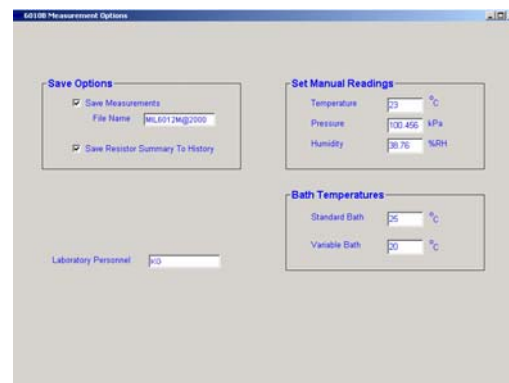 6010B Measurement Options
Save Options
Save Measurements
File Name MIL6012M@2000
Save Resistor Summary To History
Laboratory Personnel KG
Set Manual Readings
Temperature 23 °C
Pressure 100.456 kPa
Humidity 38.76 %RH
Bath Temperatures
Standard Bath 25 °C
Variable Bath 20 °C